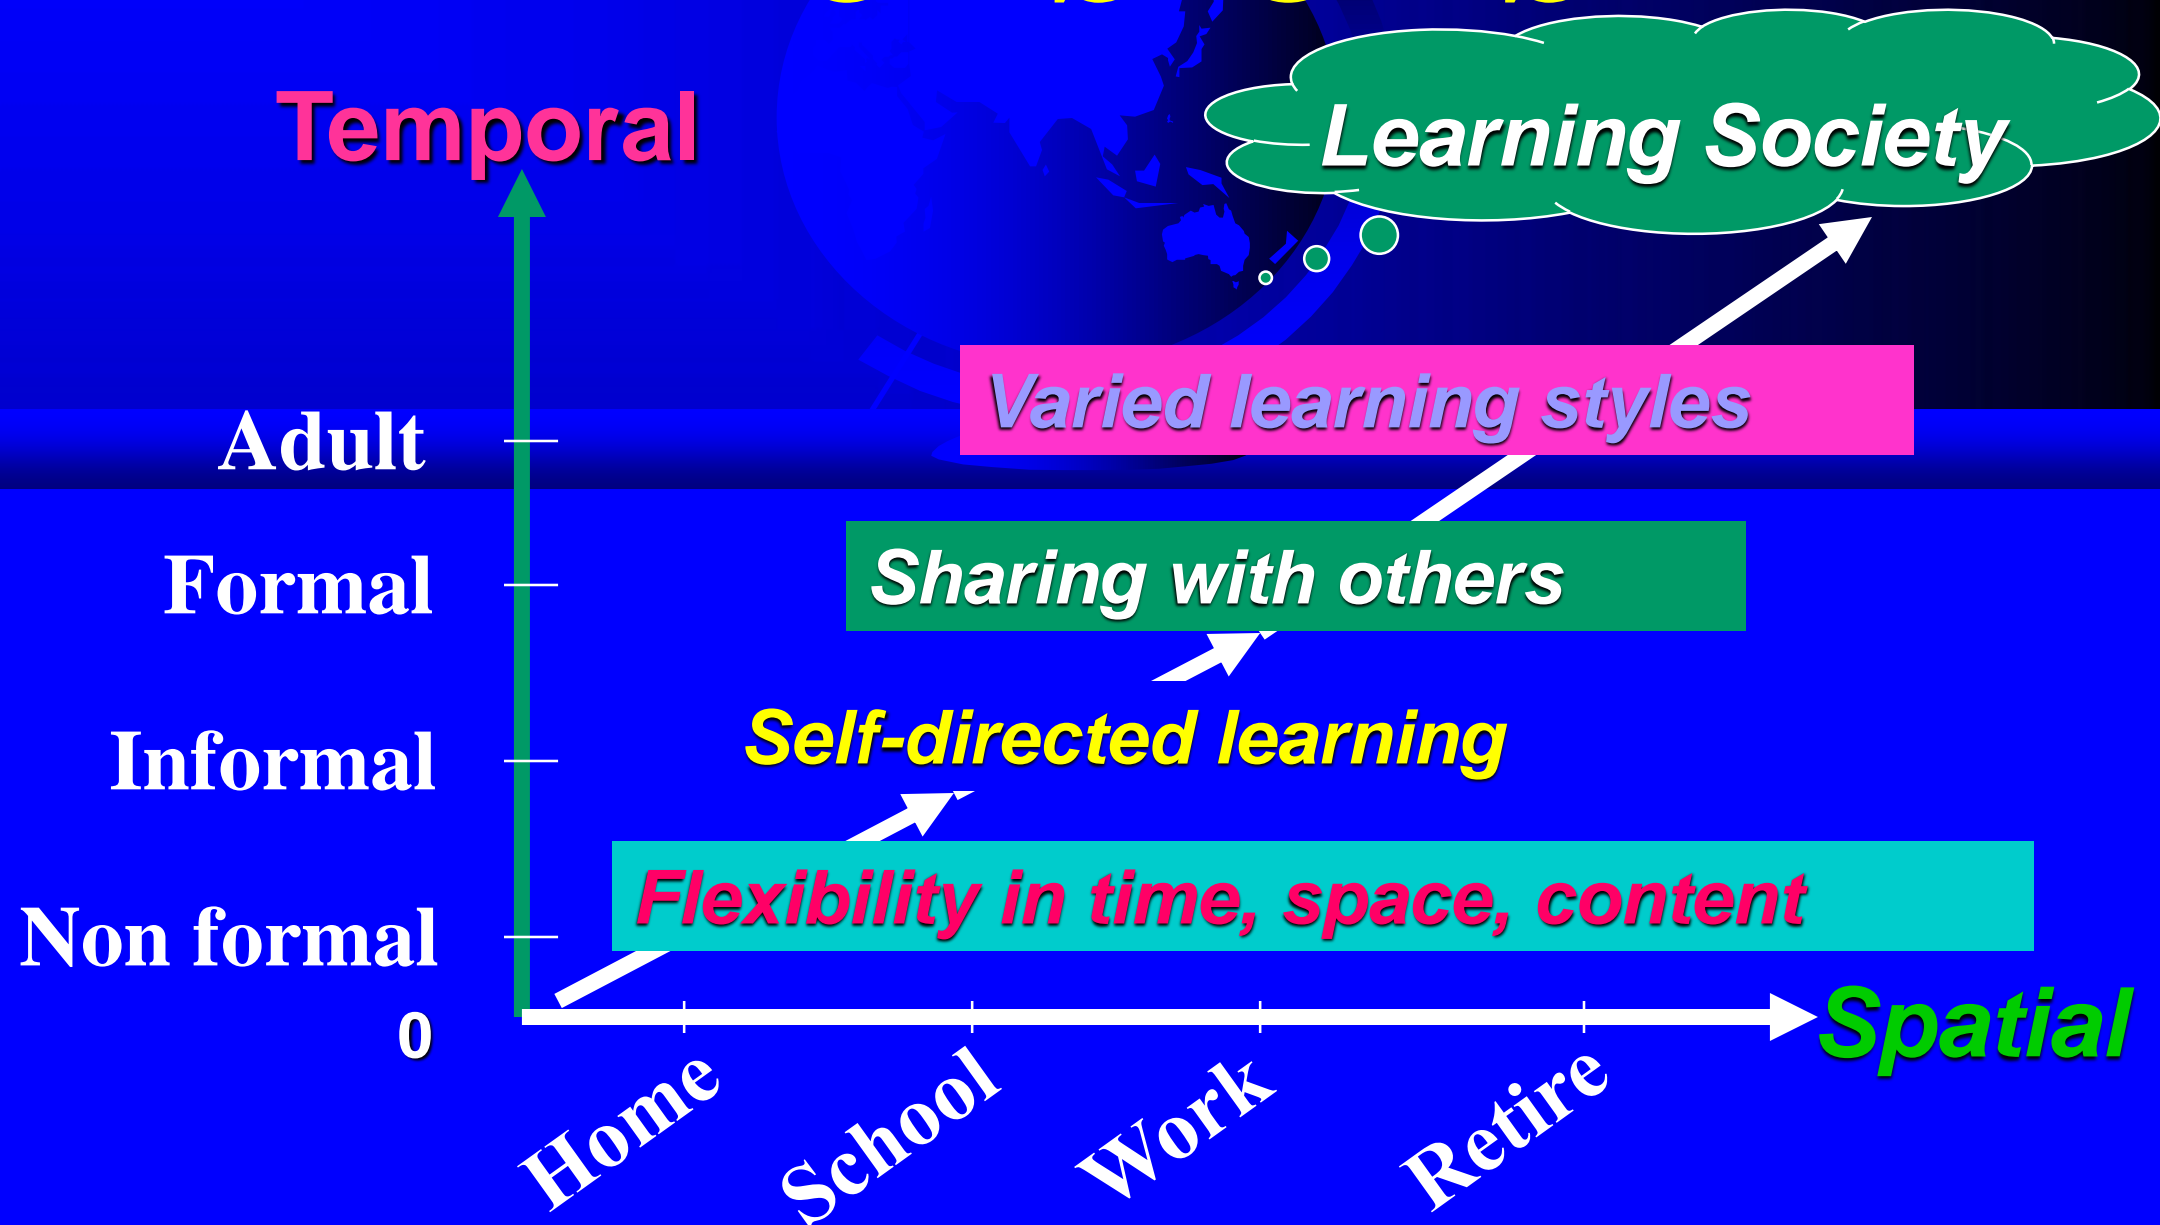 Temporal
Learning Society
Varied learning styles
Adult
Formal
Sharing with others
Informal
Self-directed learning
Flexibility in time, space, content
Non formal
0
Spatial
Home
School
Work
Retire